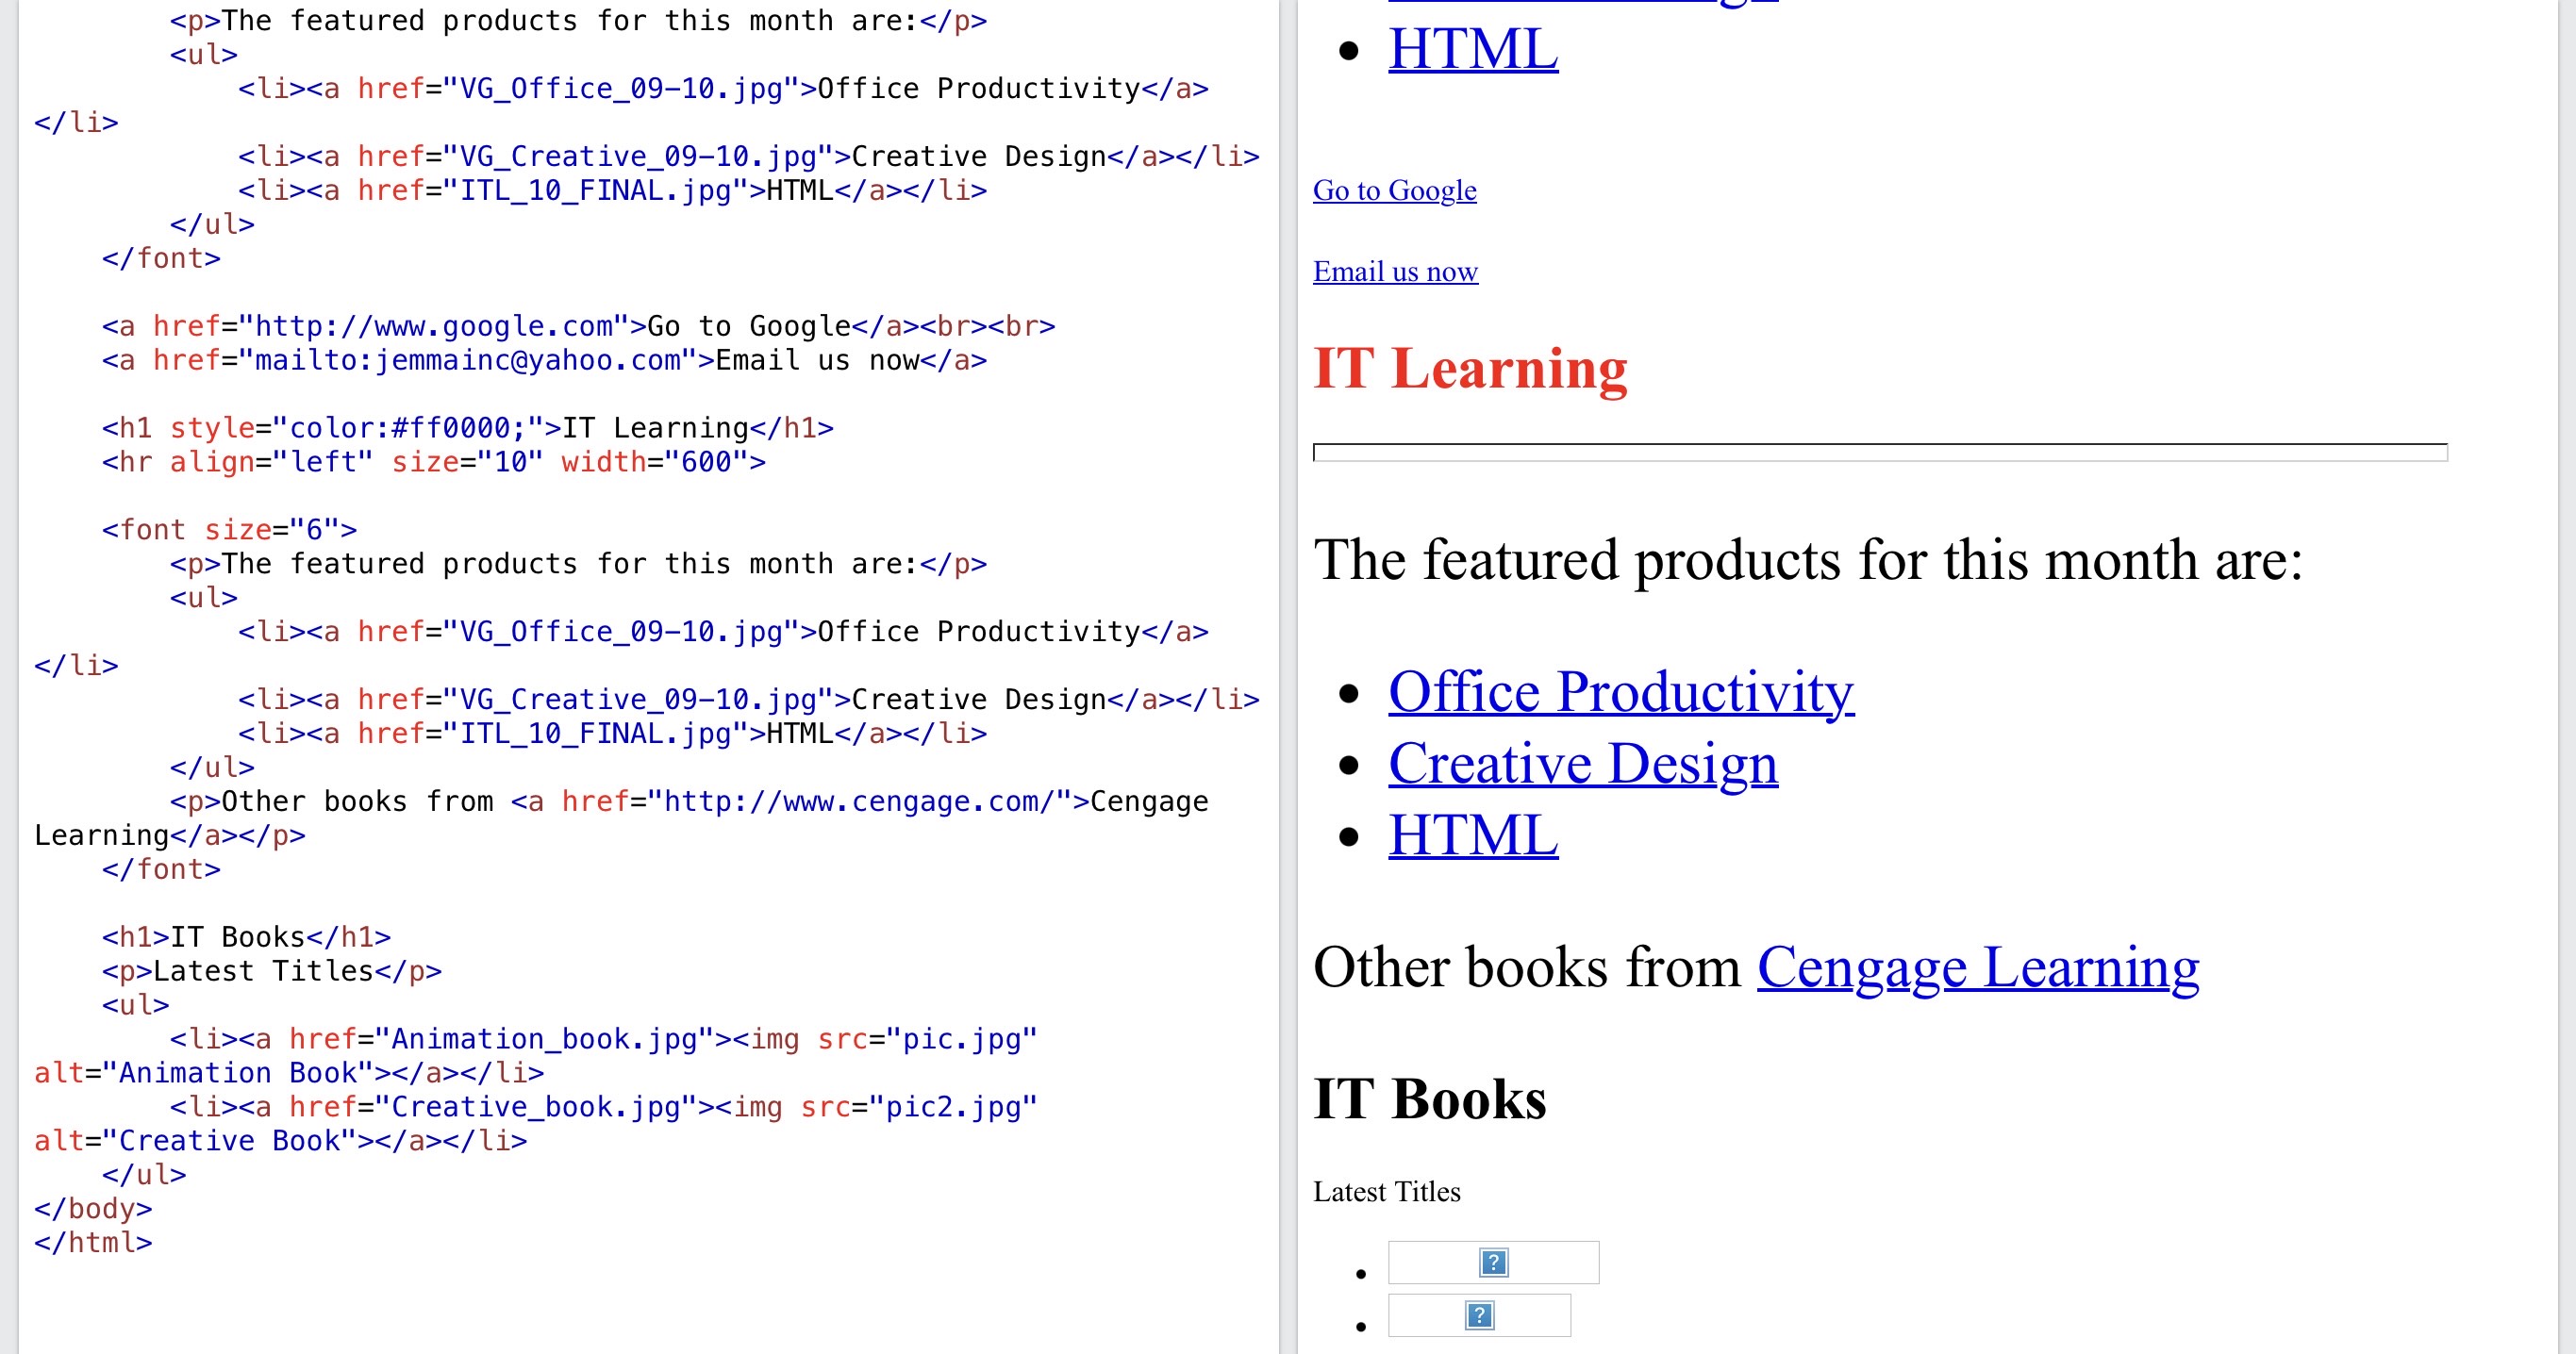 <p>The featured products for this month are:</p>
<ul>
<li><a href="VG_Office_09-10.jpg">Office Productivity</a>
</li>
<li><a href="VG_Creative_09-10.jpg">Creative Design</a></li>
<li><a href="ITL_10_FINAL.jpg">HTML</a></li>
</ul>
</font>
<a href="http://www.google.com">Go to Google</a><br><br>
<a href="mailto:jemmainc@yahoo.com">Email us now</a>
<h1 style="color:#ff0000;">IT Learning</h1>
<hr align="left" size="10" width="600">
<font size="6">
<p>The featured products for this month are:</p>
<ul>
<li><a href="VG_Office_09-10.jpg">Office Productivity</a>
</li>
<li><a href="VG_Creative_09-10.jpg">Creative Design</a></li>
<li><a href="ITL_10_FINAL.jpg">HTML</a></li>
</ul>
<p>Other books from <a href="http://www.cengage.com/">Cengage
Learning</a></p>
</font>
<h1>IT Books</h1>
<p>Latest Titles</p>
<ul>
<li><a href="Animation_book.jpg"><img src="pic.jpg"
alt="Animation Book"></a></li>
<li><a href="Creative_book.jpg"><img src="pic2.jpg"
alt="Creative Book"></a></li>
</ul>
</body>
</html>
• HTML
Go to Google
Email us now
IT Learning
The featured products for this month are:
• Office Productivity
• Creative Design
• HTML
Other books from Cengage Learning
IT Books
Latest Titles
• ?
• ?